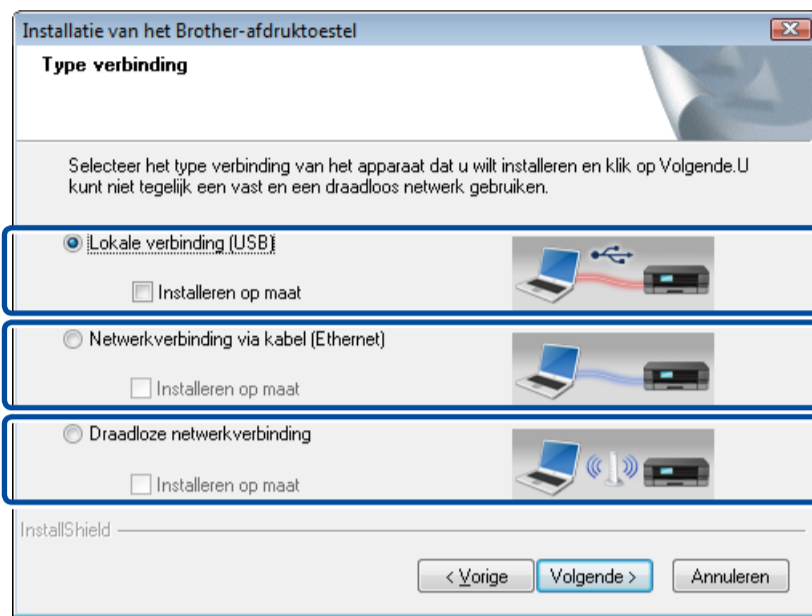 Installatie van het Brother-afdruktoestel
Type verbinding
Selecteer het type verbinding van het apparaat dat u wilt installeren en klik op Volgende.U
kunt niet tegelijk een vast en een draadloos netwerk gebruiken.
Lokale verbinding (USB)
Installeren op maat
Netwerkverbinding via kabel (Ethernet)
Installeren op maat
Draadloze netwerkverbinding
Installeren op maat
InstallShield
< Vorige Volgende > Annuleren